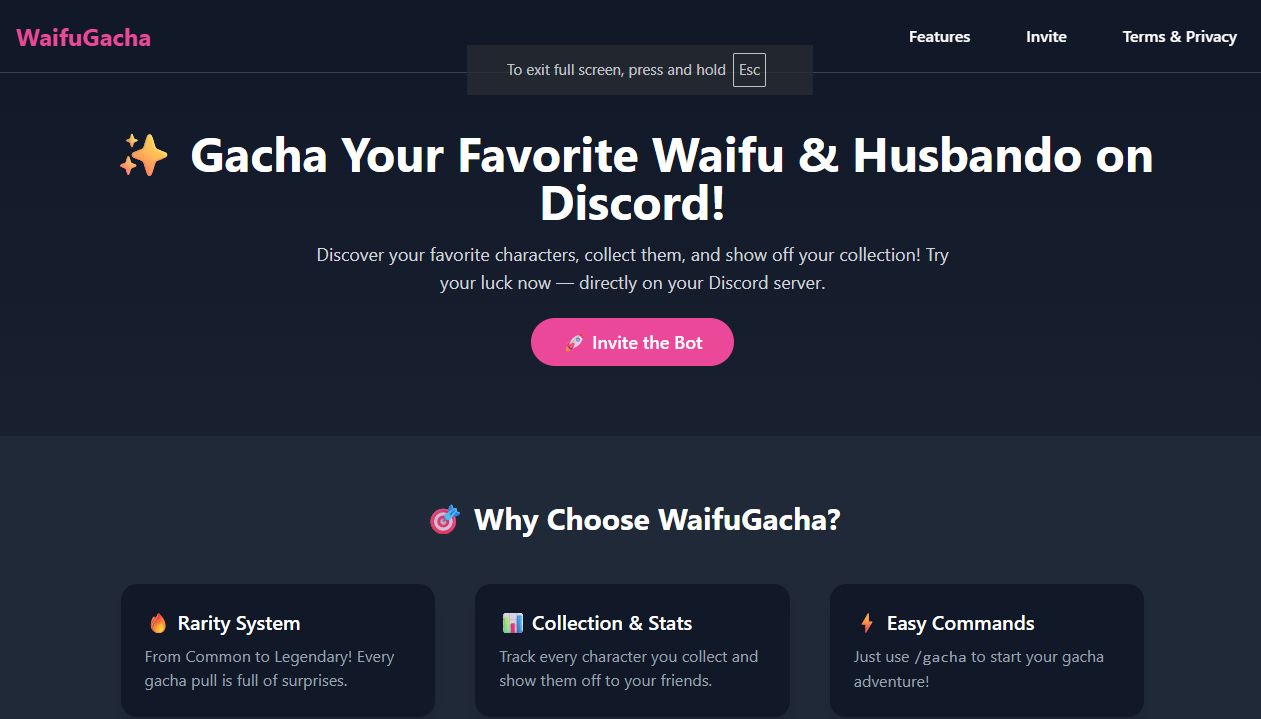 WaifuGacha
Features
Invite
Terms & Privacy
To exit full screen, press and hold Esc
✨ Gacha Your Favorite Waifu & Husbando on
Discord!
Discover your favorite characters, collect them, and show off your collection! Try
your luck now — directly on your Discord server.
🚀 Invite the Bot
🎯 Why Choose WaifuGacha?
🔥 Rarity System
From Common to Legendary! Every
gacha pull is full of surprises.
📊 Collection & Stats
Track every character you collect and
show them off to your friends.
⚡ Easy Commands
Just use /gacha to start your gacha
adventure!